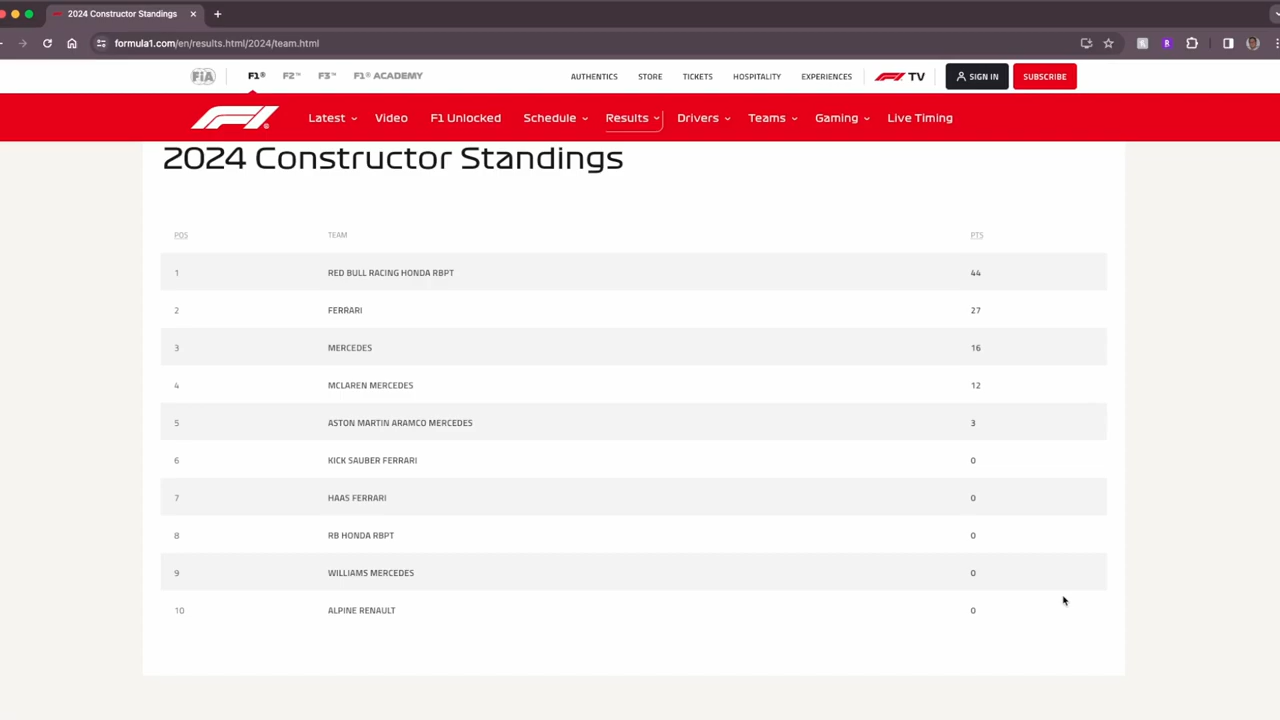 2024 Constructor Standings
formula1.com/en/results.html/2024/team.html
FIA F1® F2™ F3™ F1® ACADEMY AUTHENTICS STORE TICKETS HOSPITALITY EXPERIENCES F1 TV SIGN IN SUBSCRIBE
F1 Latest Video F1 Unlocked Schedule Results Drivers Teams Gaming Live Timing
2024 Constructor Standings
POS TEAM PTS
1 RED BULL RACING HONDA RBPT 44
2 FERRARI 27
3 MERCEDES 16
4 MCLAREN MERCEDES 12
5 ASTON MARTIN ARAMCO MERCEDES 3
6 KICK SAUBER FERRARI 0
7 HAAS FERRARI 0
8 RB HONDA RBPT 0
9 WILLIAMS MERCEDES 0
10 ALPINE RENAULT 0